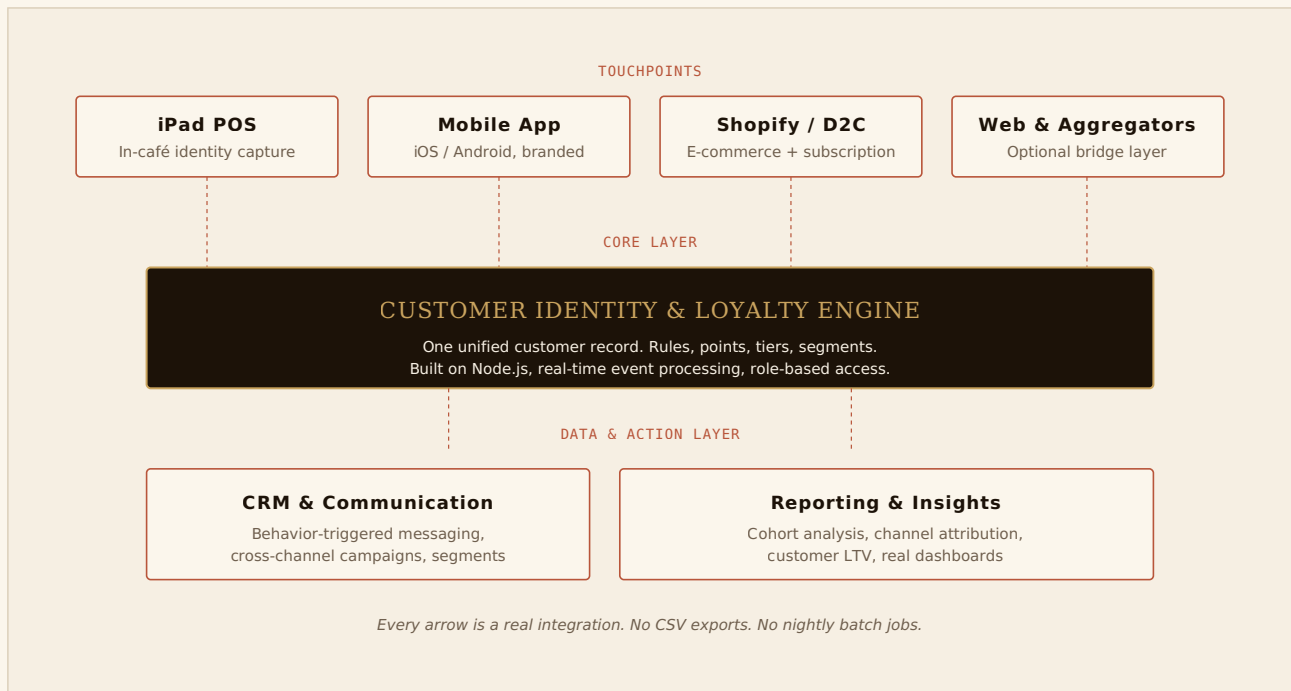 TOUCHPOINTS
iPad POS
In-café identity capture
Mobile App
iOS / Android, branded
Shopify / D2C
E-commerce + subscription
Web & Aggregators
Optional bridge layer
CORE LAYER
CUSTOMER IDENTITY & LOYALTY ENGINE
One unified customer record. Rules, points, tiers, segments.
Built on Node.js, real-time event processing, role-based access.
DATA & ACTION LAYER
CRM & Communication
Behavior-triggered messaging,
cross-channel campaigns, segments
Reporting & Insights
Cohort analysis, channel attribution,
customer LTV, real dashboards
Every arrow is a real integration. No CSV exports. No nightly batch jobs.